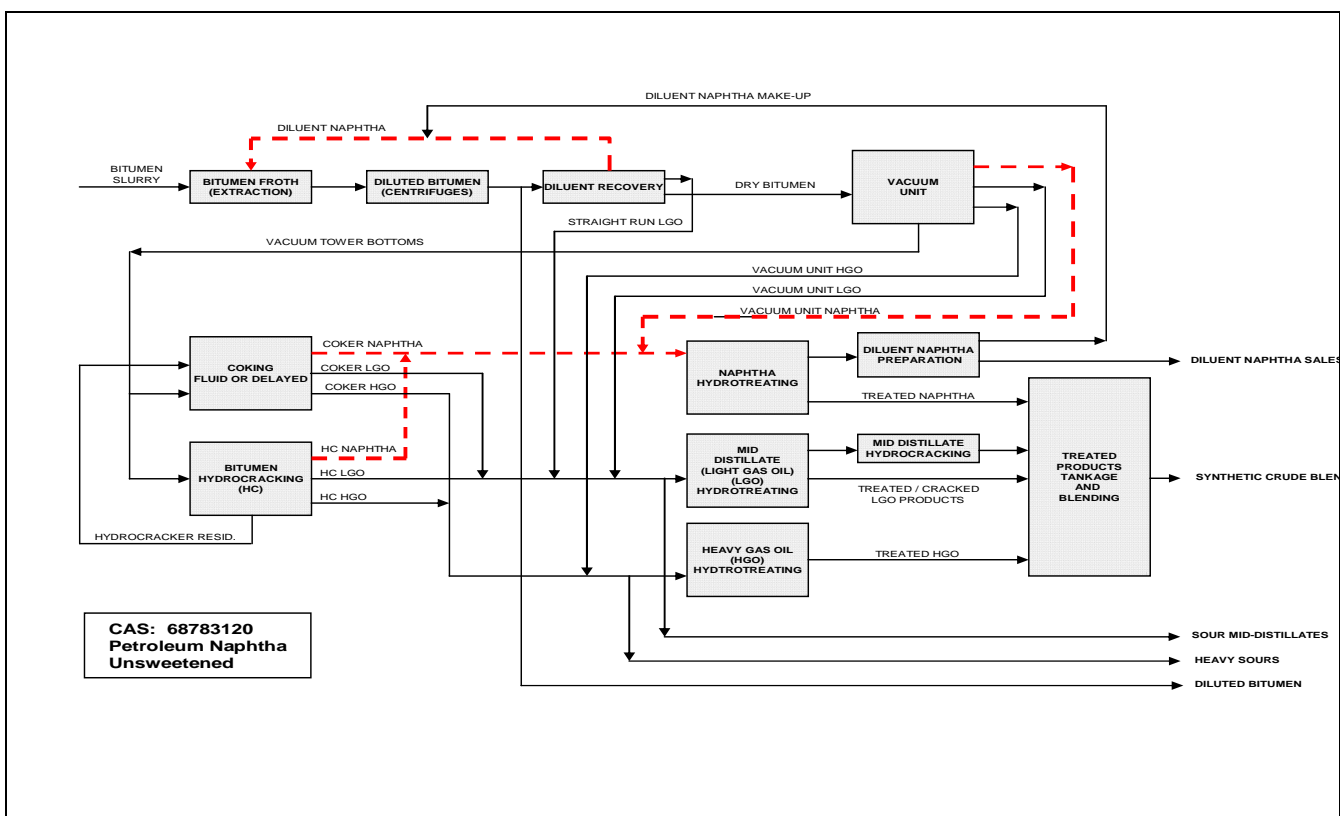 DILUENT NAPHTHA MAKE-UP
DILUENT NAPHTHA
BITUMEN
SLURRY
BITUMEN FROTH
(EXTRACTION)
DILUTED BITUMEN
(CENTRIFUGES)
DILUENT RECOVERY
DRY BITUMEN
VACUUM
UNIT
STRAIGHT RUN LGO
VACUUM TOWER BOTTOMS
VACUUM UNIT HGO
VACUUM UNIT LGO
VACUUM UNIT NAPHTHA
COKER NAPHTHA
COKING
FLUID OR DELAYED
COKER LGO
COKER HGO
NAPHTHA
HYDROTREATING
DILUENT NAPHTHA
PREPARATION
DILUENT NAPHTHA SALES
TREATED NAPHTHA
HC NAPHTHA
BITUMEN
HYDROCRACKING
(HC)
HC LGO
HC HGO
MID
DISTILLATE
(LIGHT GAS OIL)
(LGO)
HYDROTREATING
MID DISTILLATE
HYDROCRACKING
TREATED
PRODUCTS
TANKAGE
AND
BLENDING
SYNTHETIC CRUDE BLEN
TREATED / CRACKED
LGO PRODUCTS
HYDROCRACKER RESID.
HEAVY GAS OIL
(HGO)
HYDTROTREATING
TREATED HGO
CAS: 68783120
Petroleum Naphtha
Unsweetened
SOUR MID-DISTILLATES
HEAVY SOURS
DILUTED BITUMEN